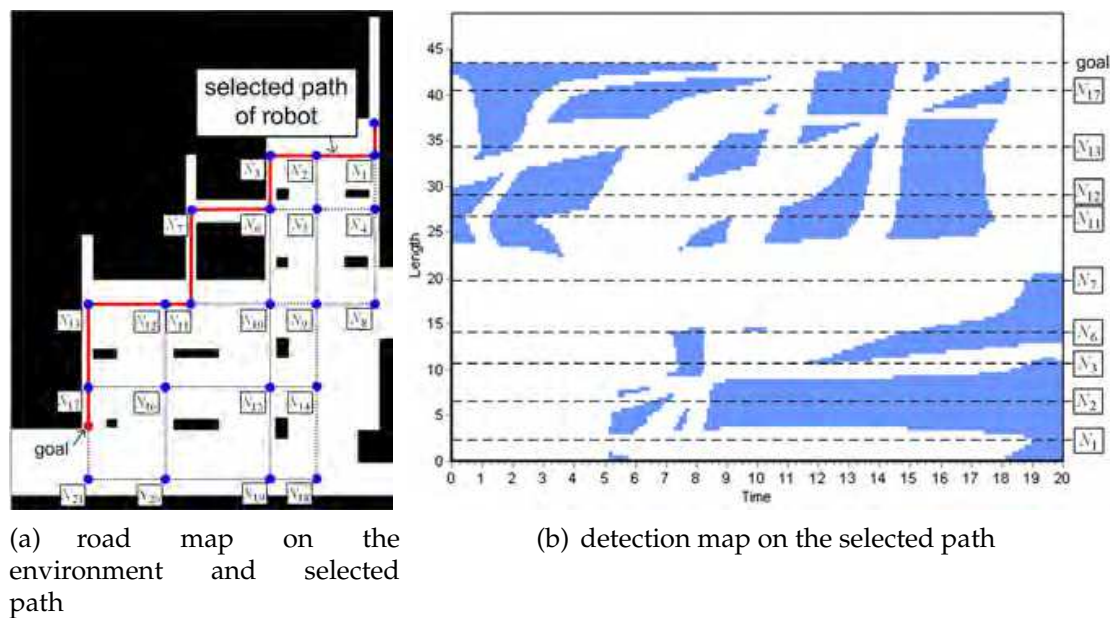 selected path
of robot
N3
N2
N1
N7
N6
N5
N4
N13
N12
N11
N10
N9
N8
N17
N16
N15
N14
goal
N21
N20
N19
N18
(a) road map on the
environment and selected
path
Length
45
40
35
30
25
20
15
10
5
0
0 1 2 3 4 5 6 7 8 9 10 11 12 13 14 15 16 17 18 19 20
Time
goal
N17
N13
N12
N11
N7
N6
N3
N2
N1
(b) detection map on the selected path